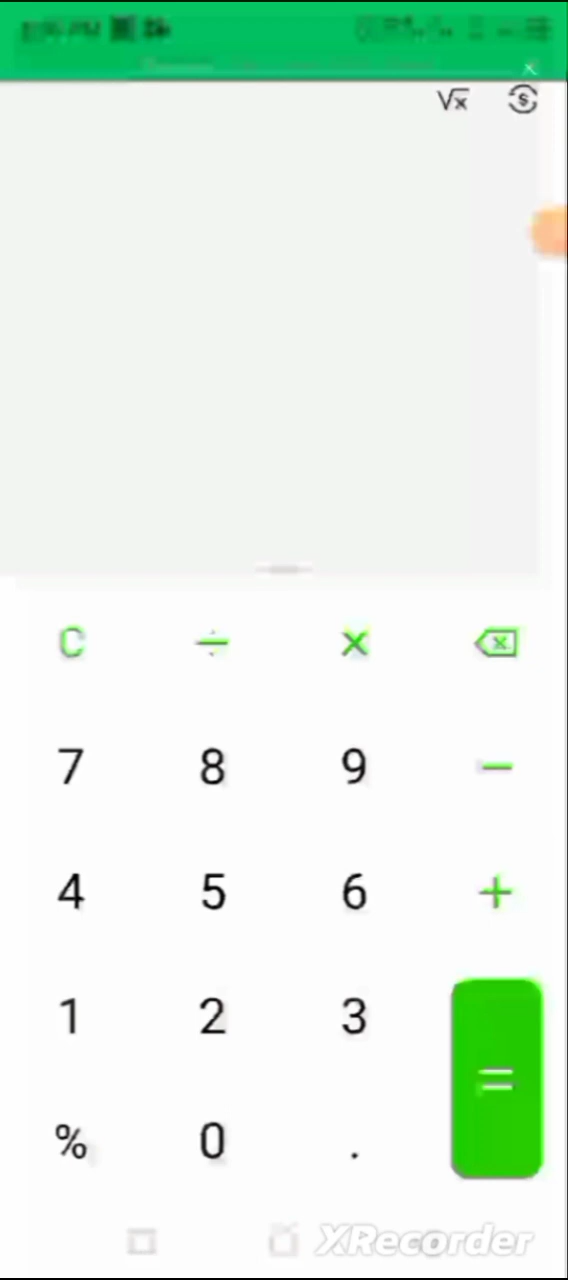 √x $
C ÷ ×
7 8 9 −
4 5 6 +
1 2 3
=
% 0 .
XRecorder